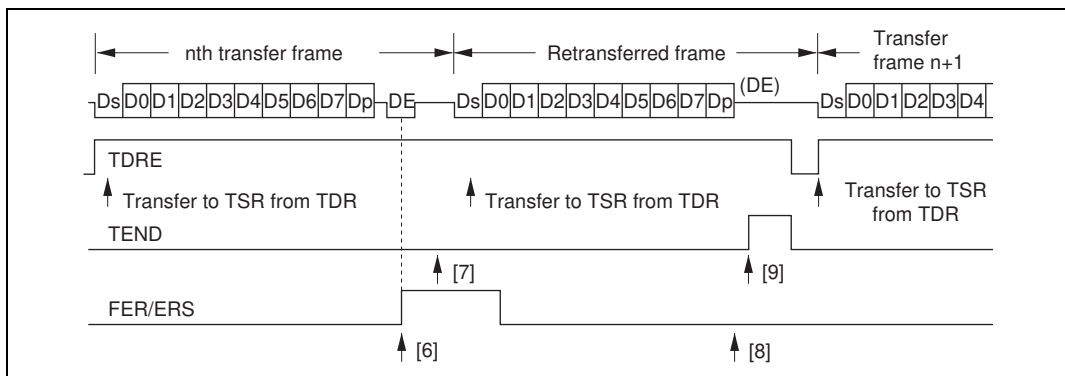 nth transfer frame
Retransferred frame
Transfer
frame n+1
Ds D0 D1 D2 D3 D4 D5 D6 D7 Dp DE Ds D0 D1 D2 D3 D4 D5 D6 D7 Dp (DE) Ds D0 D1 D2 D3 D4
TDRE
Transfer to TSR from TDR
Transfer to TSR from TDR
Transfer to TSR
from TDR
TEND
[7]
[9]
FER/ERS
[6]
[8]